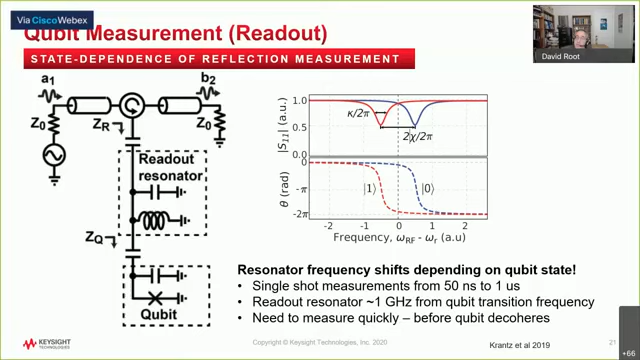 Via Cisco Webex
Qubit Measurement (Readout)
STATE-DEPENDENCE OF REFLECTION MEASUREMENT
David Root
a₁
b₂
Z₀
Z₀
Z_R
Readout
resonator
Z_Q
Qubit
|S₁₁| (a.u.)
1.0
0.5
0.0
κ/2π
2χ/2π
θ (rad)
0
-π
-2π
|1⟩
|0⟩
-2 -1 0 1 2
Frequency, ω_RF - ω_r (a.u)
Resonator frequency shifts depending on qubit state!
• Single shot measurements from 50 ns to 1 us
• Readout resonator ~1 GHz from qubit transition frequency
• Need to measure quickly – before qubit decoheres
Krantz et al 2019
KEYSIGHT
TECHNOLOGIES
Copyright © Keysight Technologies, Inc. 2020
21
+66